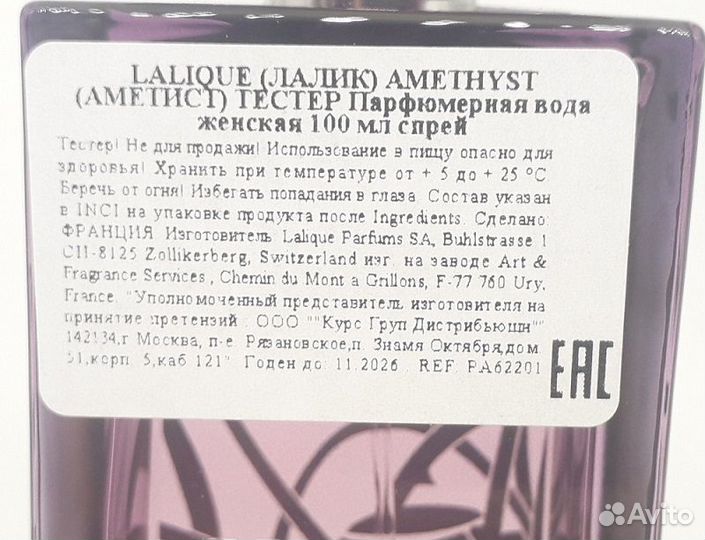 LALIQUE (ЛАЛИК) AMETHYST
(АМЕТИСТ) ТЕСТЕР Парфюмерная вода
женская 100 мл спрей
Тестер! Не для продажи! Использование в пищу опасно для
здоровья! Хранить при температуре от + 5 до + 25 °С
Беречь от огня! Избегать попадания в глаза. Состав указан
в INCI на упаковке продукта после Ingredients. Сделано:
ФРАНЦИЯ. Изготовитель: Lalique Parfums SA, Buhlstrasse 1
CH-8125 Zollikerberg, Switzerland изг. на заводе Art &
Fragrance Services , Chemin du Mont a Grillons, F-77 760 Ury,
France. "Уполномоченный представитель изготовителя на
принятие претензий : ООО ""Курс Груп Дистрибьюшн""
142134,г Москва, п-е. Рязановское,п. Знамя Октября,дом
31,корп. 5,каб 121" Годен до: 11.2026 . REF. PA62201
EAC
Avito